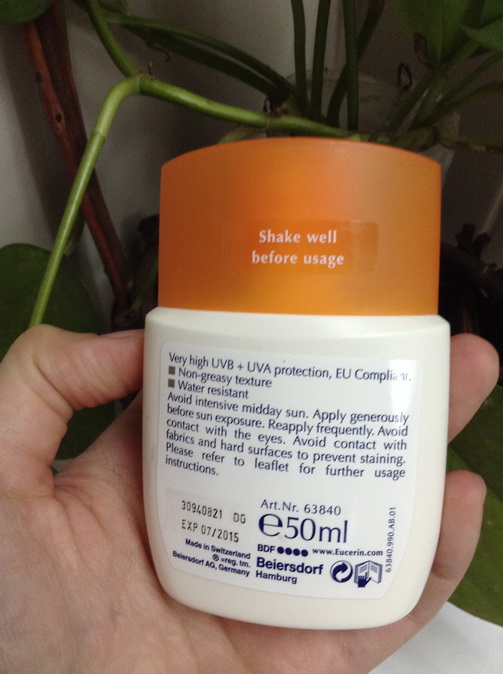 Shake well
before usage
Very high UVB + UVA protection, EU Compliant.
Non-greasy texture
Water resistant
Avoid intensive midday sun. Apply generously
before sun exposure. Reapply frequently. Avoid
contact with the eyes. Avoid contact with
fabrics and hard surfaces to prevent staining.
Please refer to leaflet for further usage
instructions.
30940821 DG
EXP 07/2015
Art.Nr. 63840
e50ml
Made in Switzerland
® =reg. tm.
Beiersdorf AG, Germany
BDF●●●● www.Eucerin.com
Beiersdorf
Hamburg
63840.990.AB.01